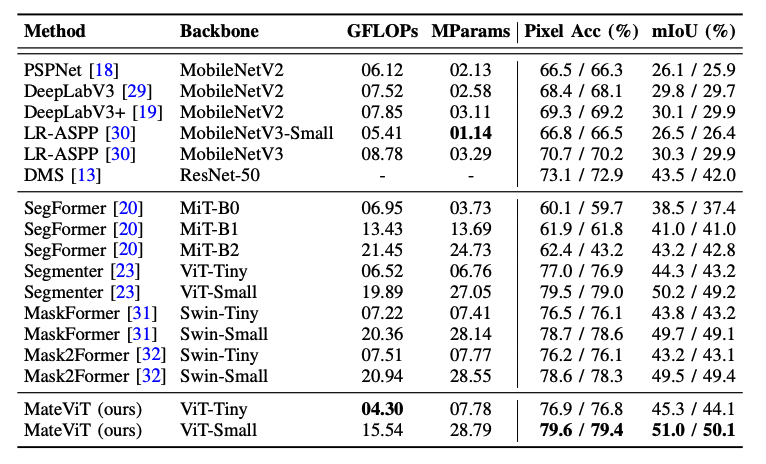 Method Backbone GFLOPs MParams Pixel Acc (%) mIoU (%)
PSPNet [18] MobileNetV2 06.12 02.13 66.5 / 66.3 26.1 / 25.9
DeepLabV3 [29] MobileNetV2 07.52 02.58 68.4 / 68.1 29.8 / 29.7
DeepLabV3+ [19] MobileNetV2 07.85 03.11 69.3 / 69.2 30.1 / 29.9
LR-ASPP [30] MobileNetV3-Small 05.41 01.14 66.8 / 66.5 26.5 / 26.4
LR-ASPP [30] MobileNetV3 08.78 03.29 70.7 / 70.2 30.3 / 29.9
DMS [13] ResNet-50 - - 73.1 / 72.9 43.5 / 42.0
SegFormer [20] MiT-B0 06.95 03.73 60.1 / 59.7 38.5 / 37.4
SegFormer [20] MiT-B1 13.43 13.69 61.9 / 61.8 41.0 / 41.0
SegFormer [20] MiT-B2 21.45 24.73 62.4 / 43.2 43.2 / 42.8
Segmenter [23] ViT-Tiny 06.52 06.76 77.0 / 76.9 44.3 / 43.2
Segmenter [23] ViT-Small 19.89 27.05 79.5 / 79.0 50.2 / 49.2
MaskFormer [31] Swin-Tiny 07.22 07.41 76.5 / 76.1 43.8 / 43.2
MaskFormer [31] Swin-Small 20.36 28.14 78.7 / 78.6 49.7 / 49.1
Mask2Former [32] Swin-Tiny 07.51 07.77 76.2 / 76.1 43.2 / 43.1
Mask2Former [32] Swin-Small 20.94 28.55 78.6 / 78.3 49.5 / 49.4
MateViT (ours) ViT-Tiny 04.30 07.78 76.9 / 76.8 45.3 / 44.1
MateViT (ours) ViT-Small 15.54 28.79 79.6 / 79.4 51.0 / 50.1